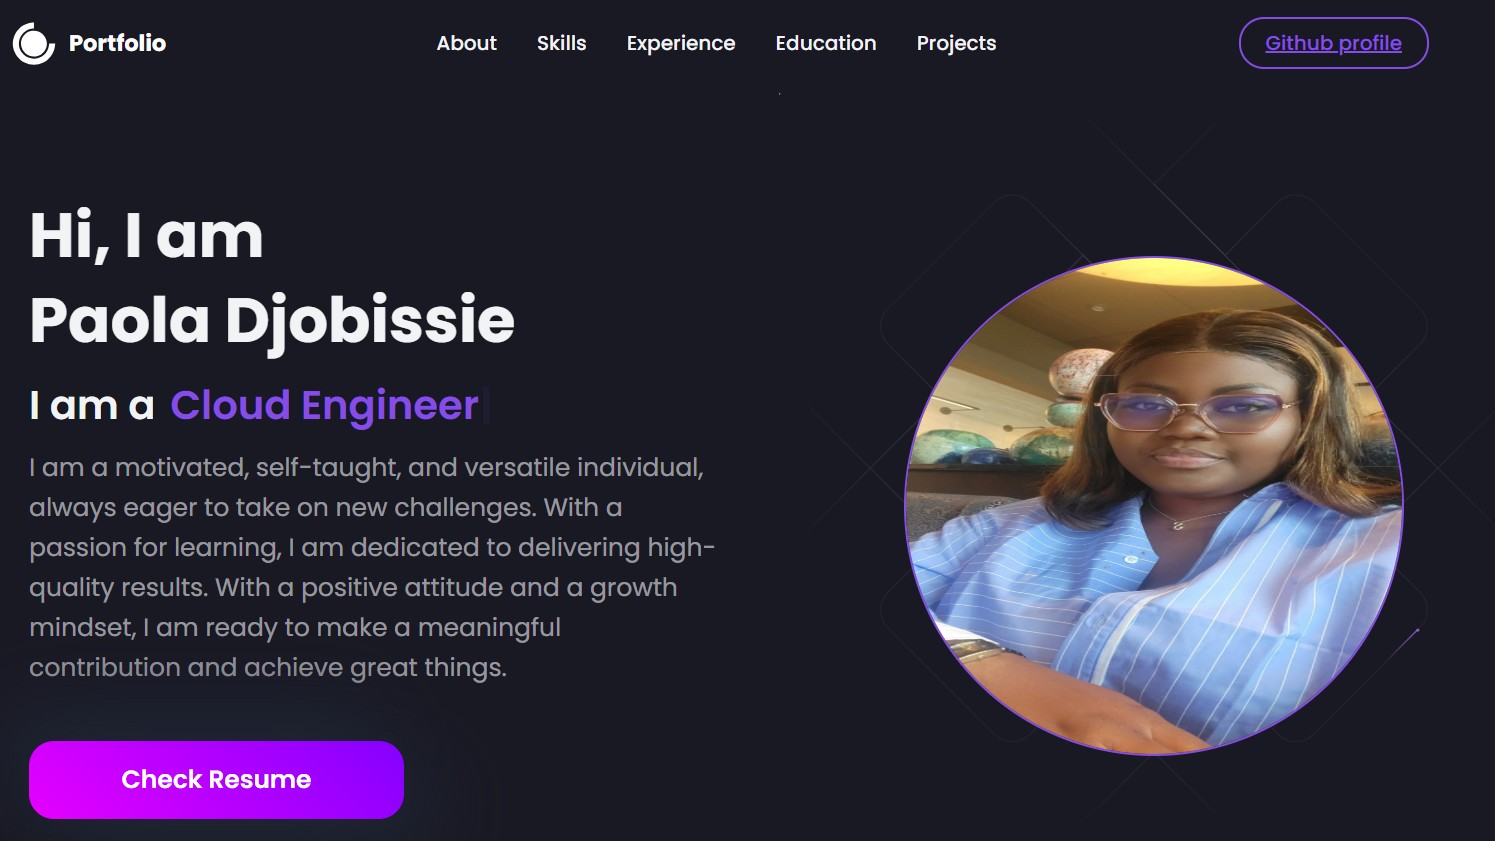 Portfolio
About Skills Experience Education Projects
Github profile
Hi, I am
Paola Djobissie
I am a Cloud Engineer
I am a motivated, self-taught, and versatile individual,
always eager to take on new challenges. With a
passion for learning, I am dedicated to delivering high-
quality results. With a positive attitude and a growth
mindset, I am ready to make a meaningful
contribution and achieve great things.
Check Resume